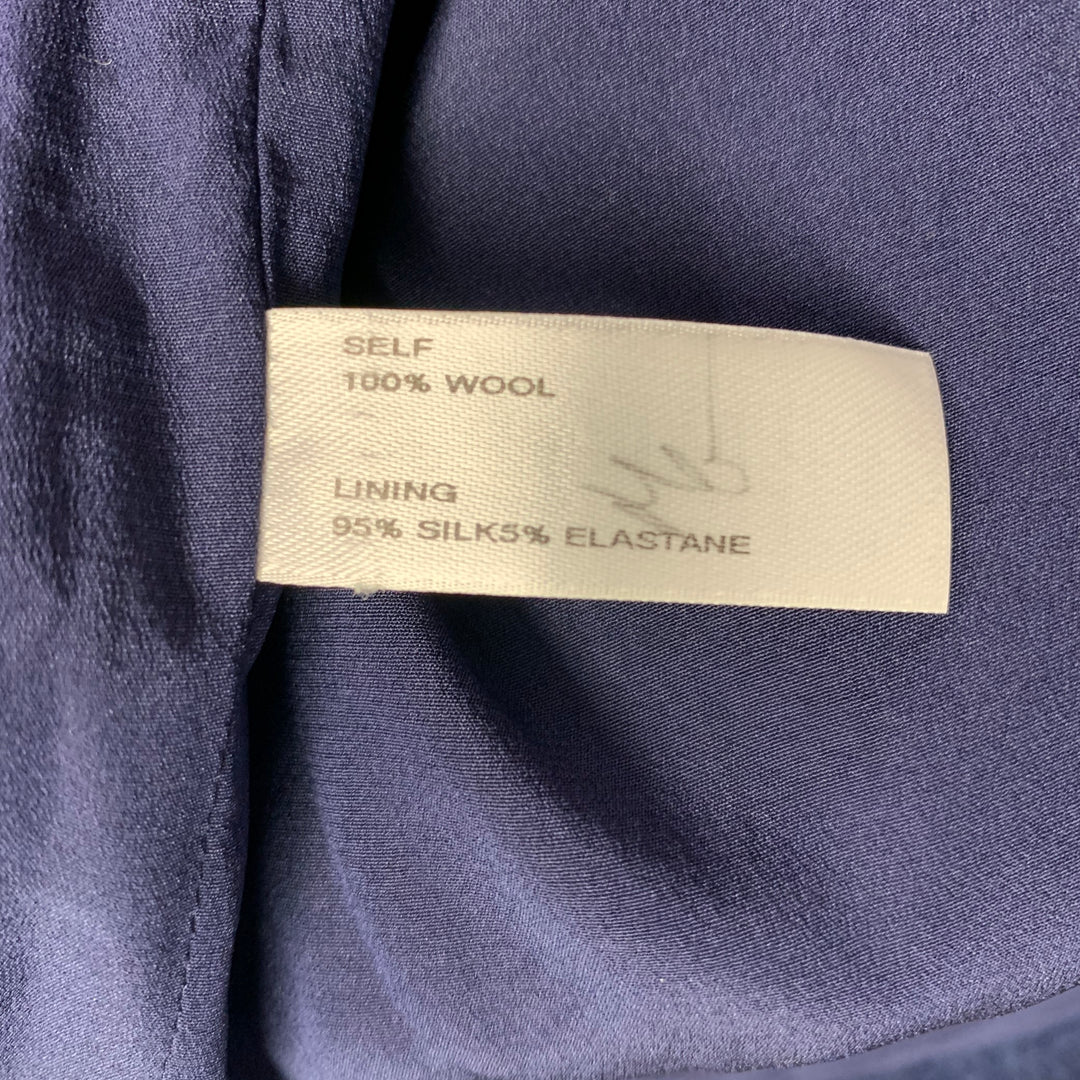 SELF
100% WOOL
LINING
95% SILK5% ELASTANE